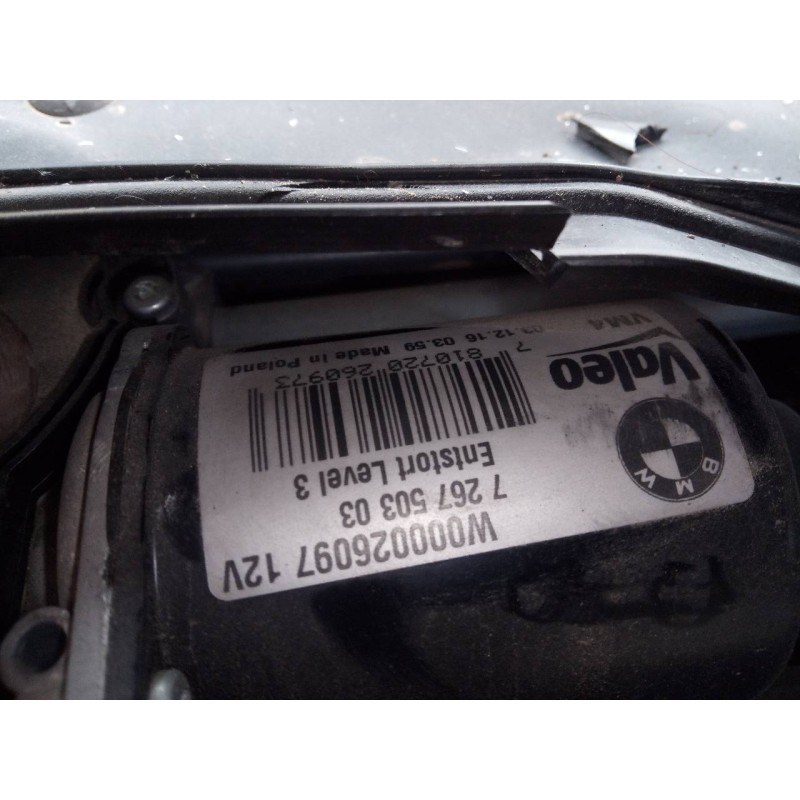 W000026097 12V
7 267 503 03
Entstort Level 3
7 810720 260973
BMW
Valeo
VM4
03.12.16 03.59 Made in Poland